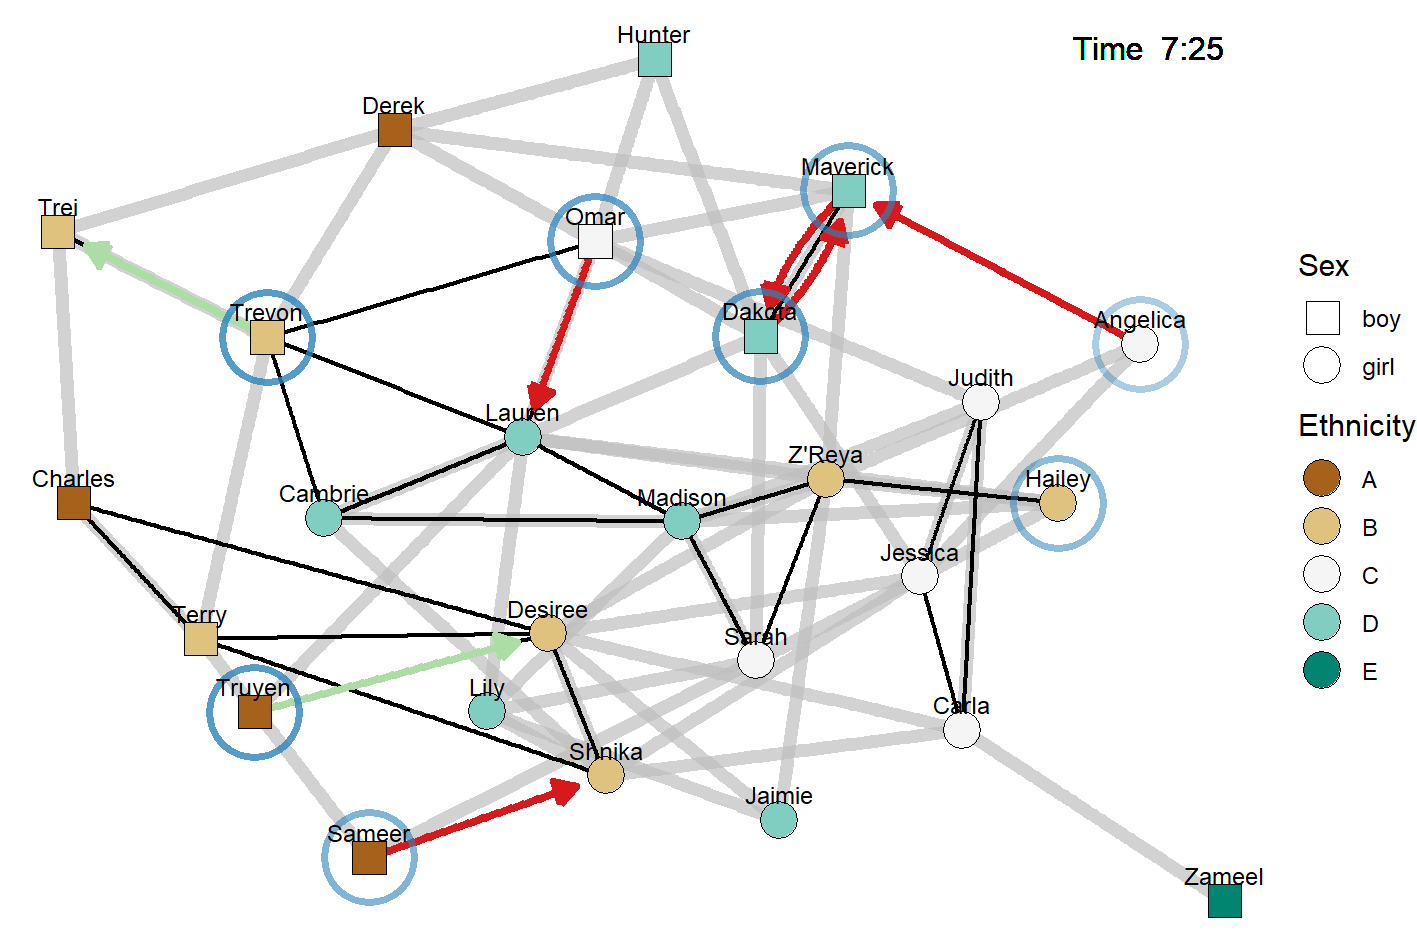 Hunter
Time 7:25
Derek
Maverick
Trei
Omar
Trevon
Dakota
Angelica
Sex
boy
girl
Judith
Lauren
Ethnicity
Z'Reya
Charles
Cambrie
Madison
Hailey
A
B
Jessica
C
Terry
Desiree
Sarah
D
Truyen
Lily
E
Carla
Shnika
Jaimie
Sameer
Zameel